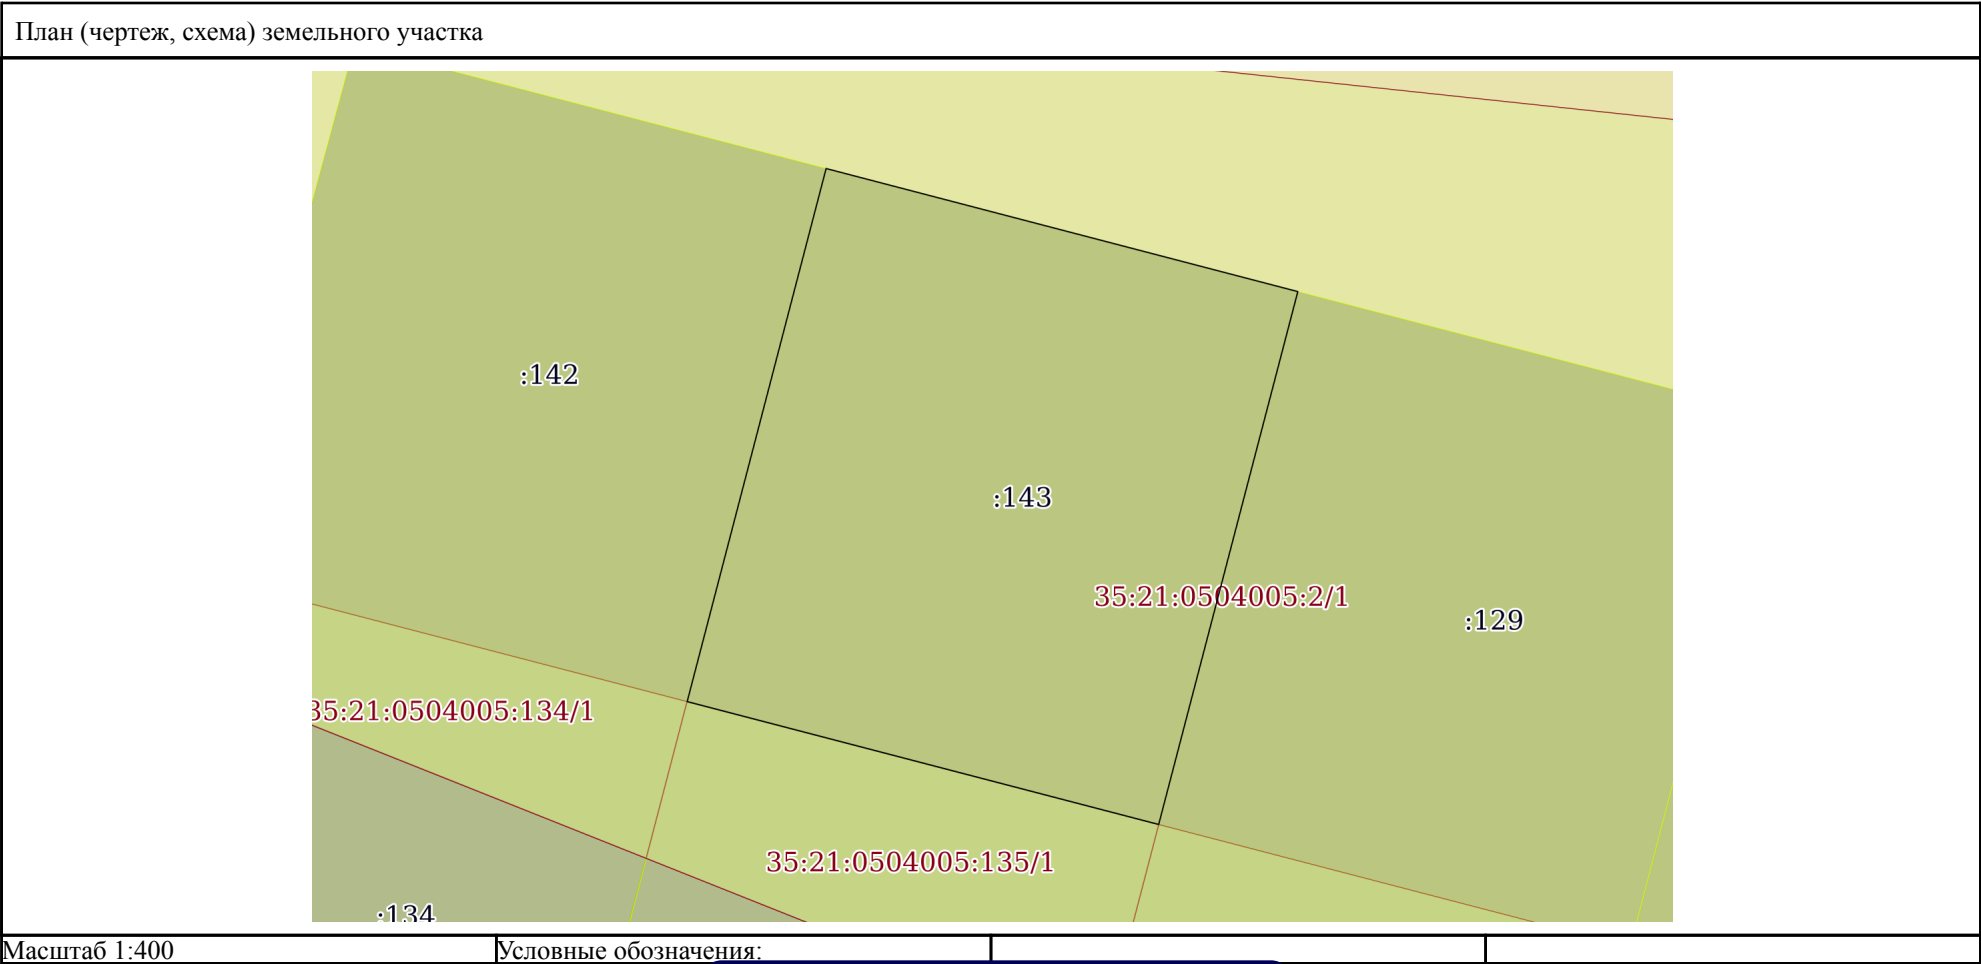 План (чертеж, схема) земельного участка
:142
:143
35:21:0504005:2/1
:129
35:21:0504005:134/1
35:21:0504005:135/1
:134
Масштаб 1:400
Условные обозначения: